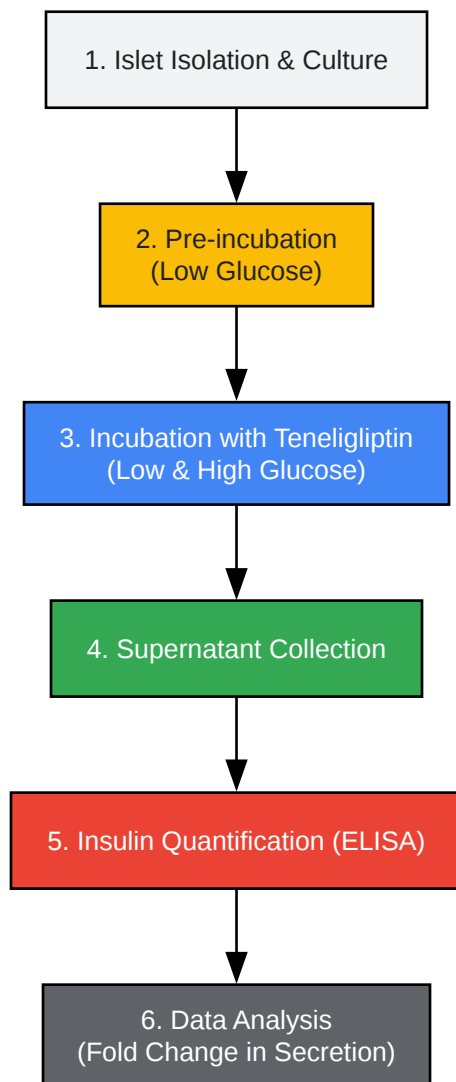 1. Islet Isolation & Culture
2. Pre-incubation
(Low Glucose)
3. Incubation with Teneligliptin
(Low & High Glucose)
4. Supernatant Collection
5. Insulin Quantification (ELISA)
6. Data Analysis
(Fold Change in Secretion)